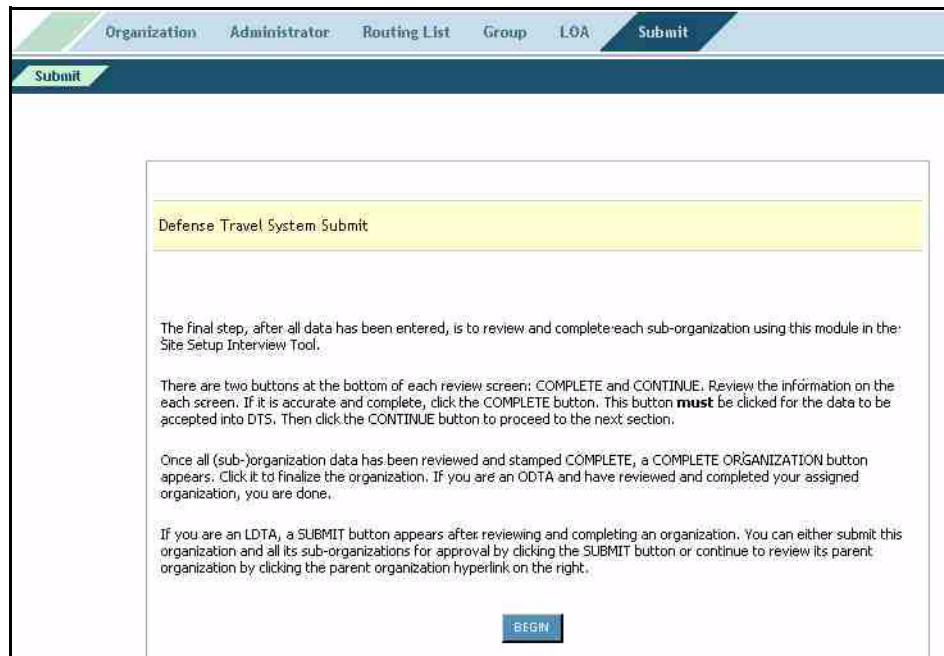 Organization Administrator Routing List Group LOA Submit
Submit
Defense Travel System Submit
The final step, after all data has been entered, is to review and complete each sub-organization using this module in the
Site Setup Interview Tool.
There are two buttons at the bottom of each review screen: COMPLETE and CONTINUE. Review the information on the
each screen. If it is accurate and complete, click the COMPLETE button. This button must be clicked for the data to be
accepted into DTS. Then click the CONTINUE button to proceed to the next section.
Once all (sub-)organization data has been reviewed and stamped COMPLETE, a COMPLETE ORGANIZATION button
appears. Click it to finalize the organization. If you are an ODTA and have reviewed and completed your assigned
organization, you are done.
If you are an LDTA, a SUBMIT button appears after reviewing and completing an organization. You can either submit this
organization and all its sub-organizations for approval by clicking the SUBMIT button or continue to review its parent
organization by clicking the parent organization hyperlink on the right.
BEGIN